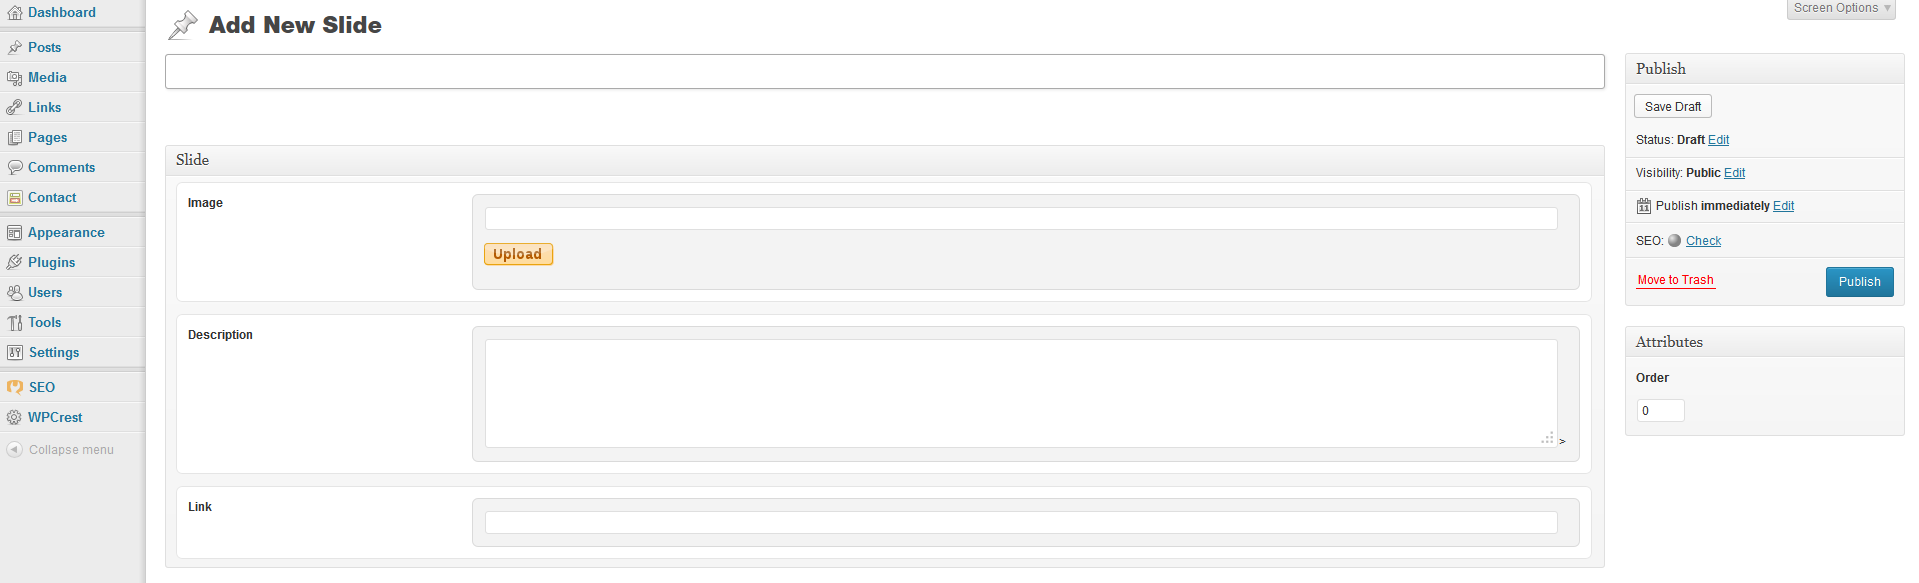 Dashboard
Posts
Media
Links
Pages
Comments
Contact
Appearance
Plugins
Users
Tools
Settings
SEO
WPCrest
Collapse menu
Screen Options
Add New Slide
Slide
Image
Upload
Description
>
Link
Publish
Save Draft
Status: Draft Edit
Visibility: Public Edit
11 Publish immediately Edit
SEO: Check
Move to Trash Publish
Attributes
Order
0